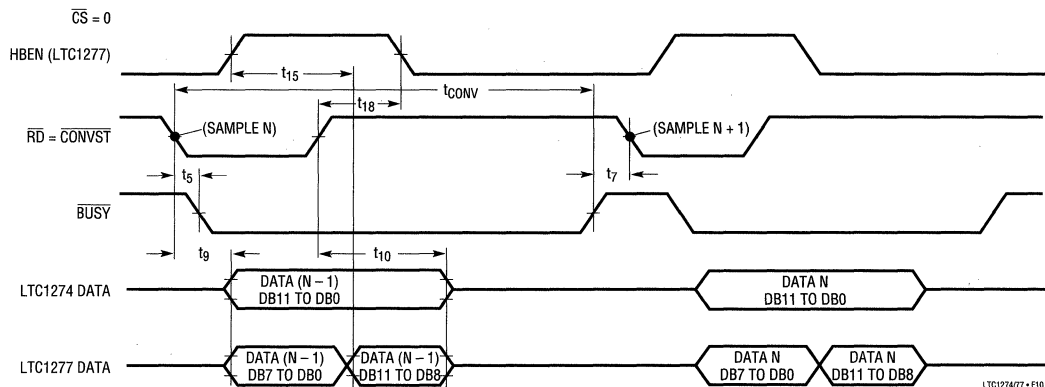 CS = 0
HBEN (LTC1277)
t15
tCONV
t18
RD = CONVST
(SAMPLE N)
(SAMPLE N + 1)
t5
t7
BUSY
t9
t10
LTC1274 DATA
DATA (N – 1)
DB11 TO DB0
DATA N
DB11 TO DB0
LTC1277 DATA
DATA (N – 1)
DB7 TO DB0
DATA (N – 1)
DB11 TO DB8
DATA N
DB7 TO DB0
DATA N
DB11 TO DB8
LTC1274/77 • F10